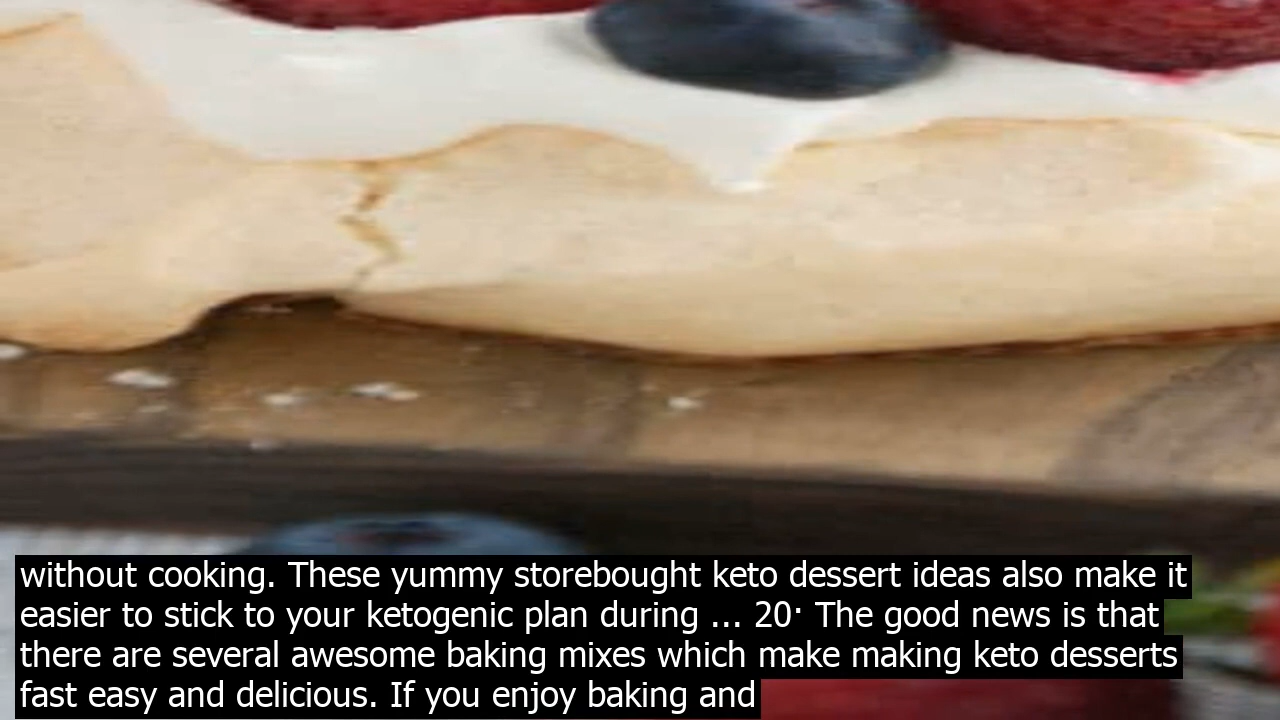 without cooking. These yummy storebought keto dessert ideas also make it
easier to stick to your ketogenic plan during ... 20· The good news is that
there are several awesome baking mixes which make making keto desserts
fast easy and delicious. If you enjoy baking and